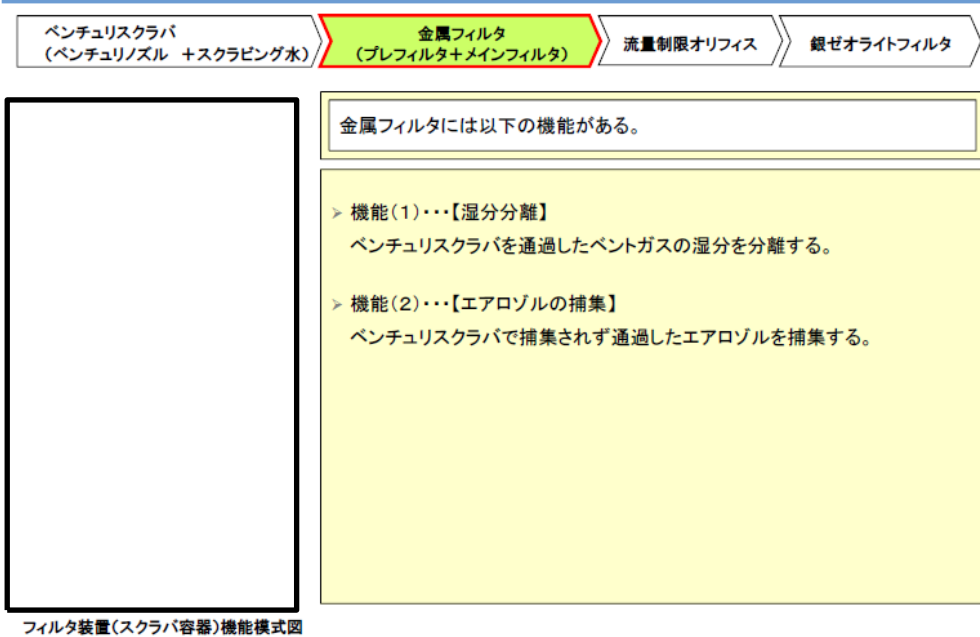 ベンチュリスクラバ
(ベンチュリノズル +スクラビング水)
金属フィルタ
(プレフィルタ+メインフィルタ)
流量制限オリフィス
銀ゼオライトフィルタ
金属フィルタには以下の機能がある。
➢ 機能(1)・・・【湿分分離】
ベンチュリスクラバを通過したベントガスの湿分を分離する。
➢ 機能(2)・・・【エアロゾルの捕集】
ベンチュリスクラバで捕集されず通過したエアロゾルを捕集する。
フィルタ装置(スクラバ容器)機能模式図